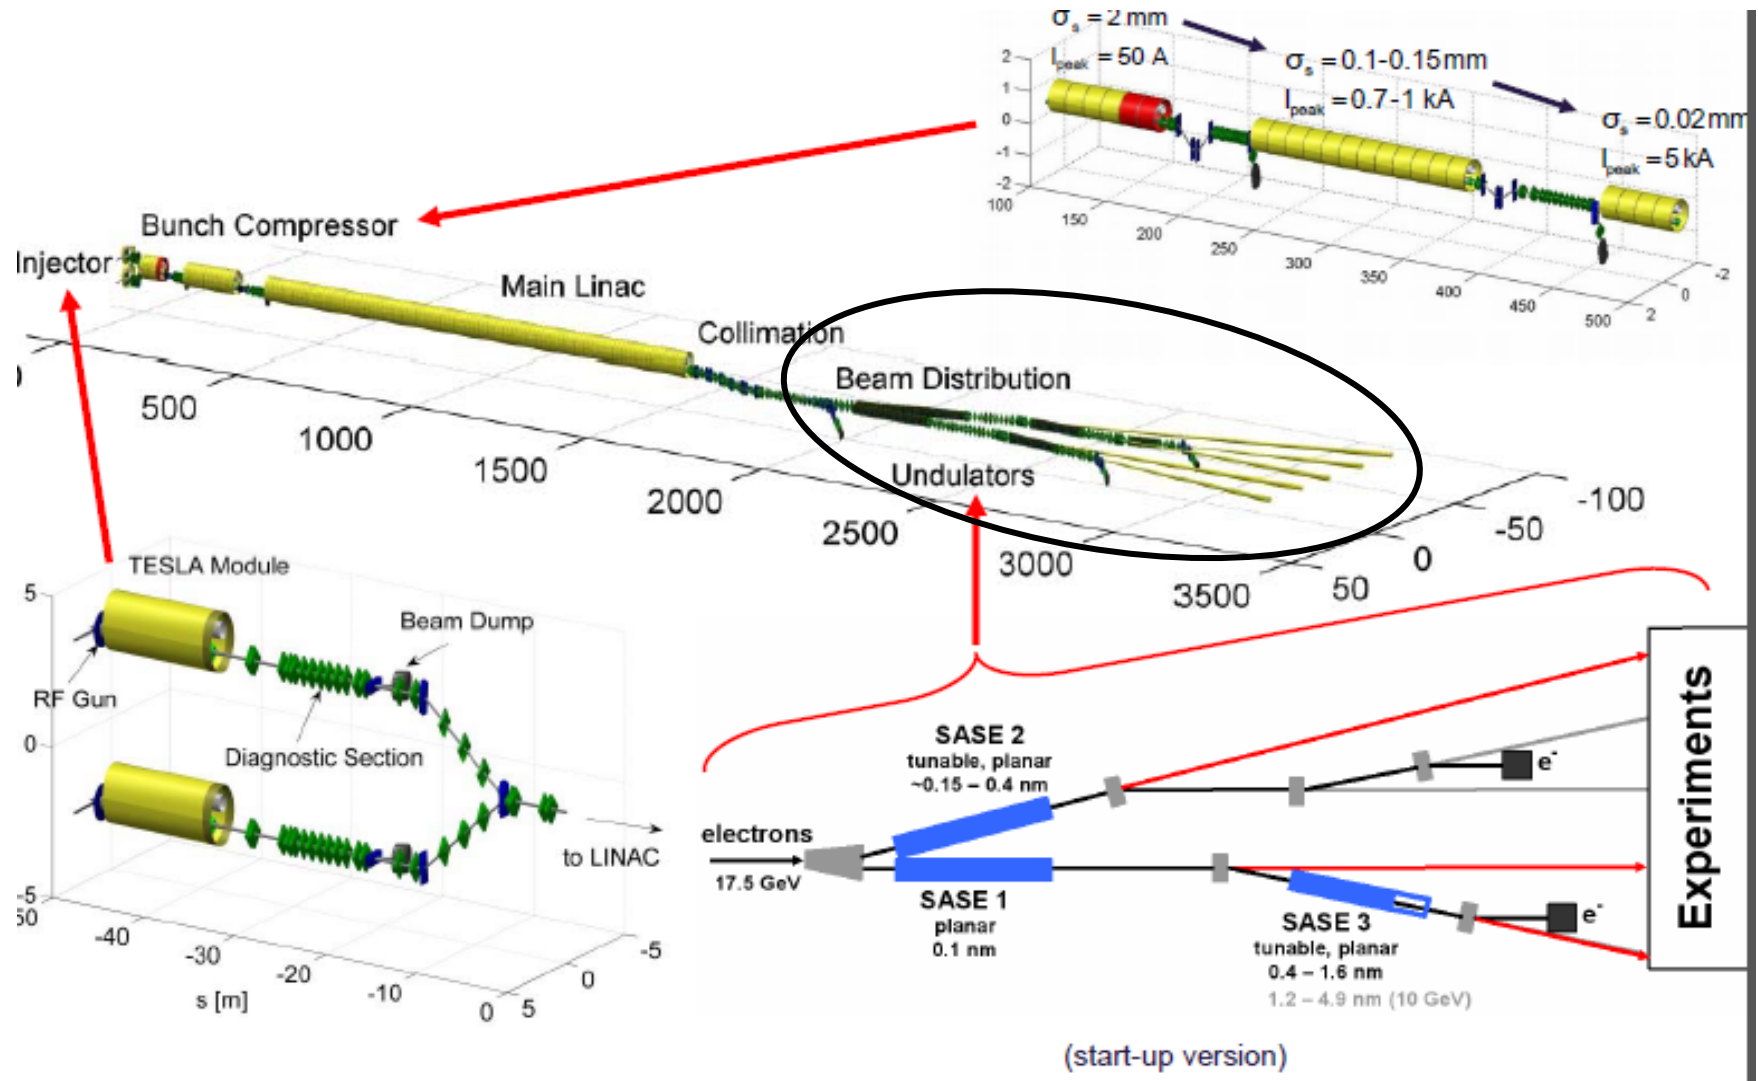 σs = 2 mm
Ipeak = 50 A
σs = 0.1-0.15mm
Ipeak = 0.7-1 kA
σs = 0.02mm
Ipeak = 5 kA
2
1
0
-1
-2
100
150
200
250
300
350
400
450
500
2
0
-2
Bunch Compressor
Injector
Main Linac
Collimation
Beam Distribution
Undulators
500
1000
1500
2000
2500
3000
3500
50
0
-50
-100
TESLA Module
Beam Dump
RF Gun
Diagnostic Section
to LINAC
5
0
-5
50
-40
-30
-20
-10
0
s [m]
5
0
-5
SASE 2
tunable, planar
~0.15 – 0.4 nm
electrons
17.5 GeV
SASE 1
planar
0.1 nm
SASE 3
tunable, planar
0.4 – 1.6 nm
1.2 – 4.9 nm (10 GeV)
e-
e-
Experiments
(start-up version)